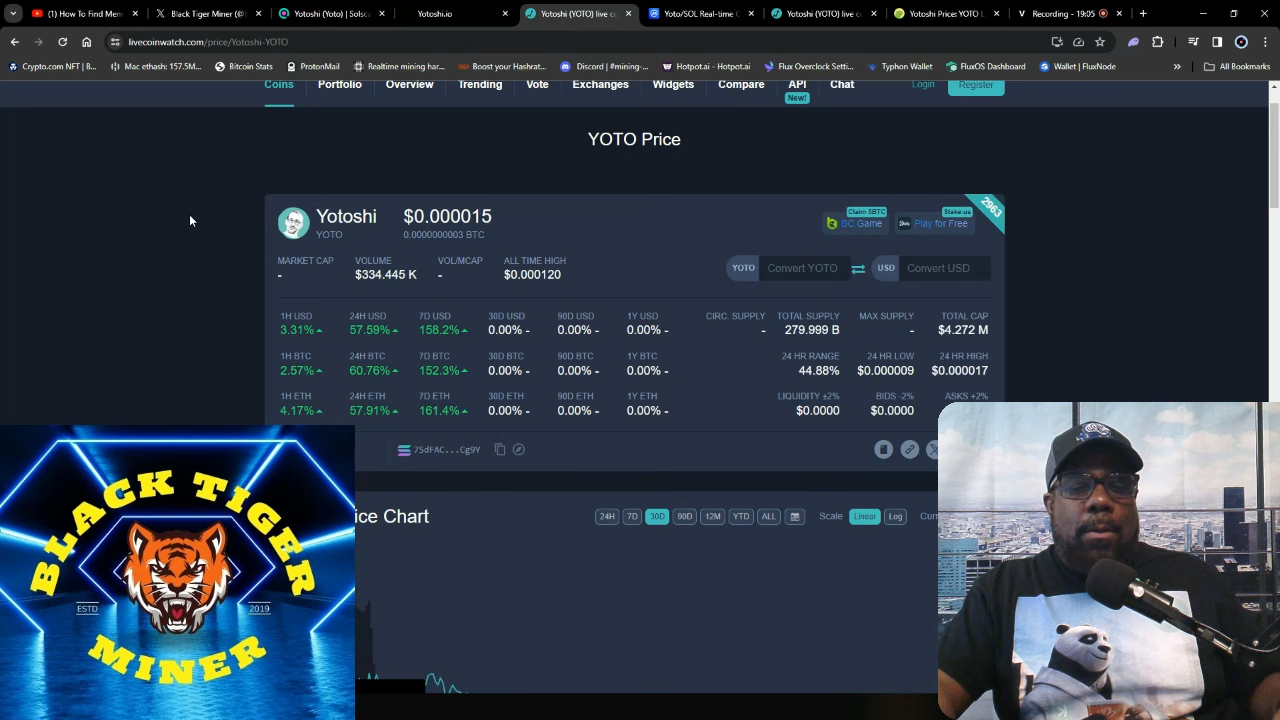 (1) How To Find Mem
Black Tiger Miner (@
Yotoshi (Yoto) | Solsc
Yotoshi.io
Yotoshi (YOTO) live c
Yoto/SOL Real-time
Yotoshi (YOTO) live c
Yotoshi Price: YOTO L
Recording - 19:05
livecoinwatch.com/price/Yotoshi-YOTO
Crypto.com NFT | B...
Mac ethash: 157.5M...
Bitcoin Stats
ProtonMail
Realtime mining har...
Boost your Hashrat...
Discord | #mining-...
Hotpot.ai - Hotpot.ai
Flux Overclock Setti...
Typhon Wallet
FluxOS Dashboard
Wallet | FluxNode
»
All Bookmarks
Coins
Portfolio
Overview
Trending
Vote
Exchanges
Widgets
Compare
API
New!
Chat
Login
Register
YOTO Price
Yotoshi
YOTO
$0.000015
0.0000000003 BTC
Claim 5BTC
BC.Game
Stake.us
Play for Free
2963
MARKET CAP VOLUME VOL/MCAP ALL TIME HIGH
- $334.445 K - $0.000120
YOTO Convert YOTO USD Convert USD
1H USD 24H USD 7D USD 30D USD 90D USD 1Y USD CIRC. SUPPLY TOTAL SUPPLY MAX SUPPLY TOTAL CAP
3.31% 57.59% 158.2% 0.00% - 0.00% - 0.00% - - 279.999 B - $4.272 M
1H BTC 24H BTC 7D BTC 30D BTC 90D BTC 1Y BTC 24 HR RANGE 24 HR LOW 24 HR HIGH
2.57% 60.76% 152.3% 0.00% - 0.00% - 0.00% - 44.88% $0.000009 $0.000017
1H ETH 24H ETH 7D ETH 30D ETH 90D ETH 1Y ETH LIQUIDITY ±2% BIDS -2% ASKS +2%
4.17% 57.91% 161.4% 0.00% - 0.00% - 0.00% - $0.0000 $0.0000
75dFAC...Cg9Y
ice Chart
24H 7D 30D 90D 12M YTD ALL
Scale Linear Log Cur
BLACK TIGER
ESTD 2019
MINER